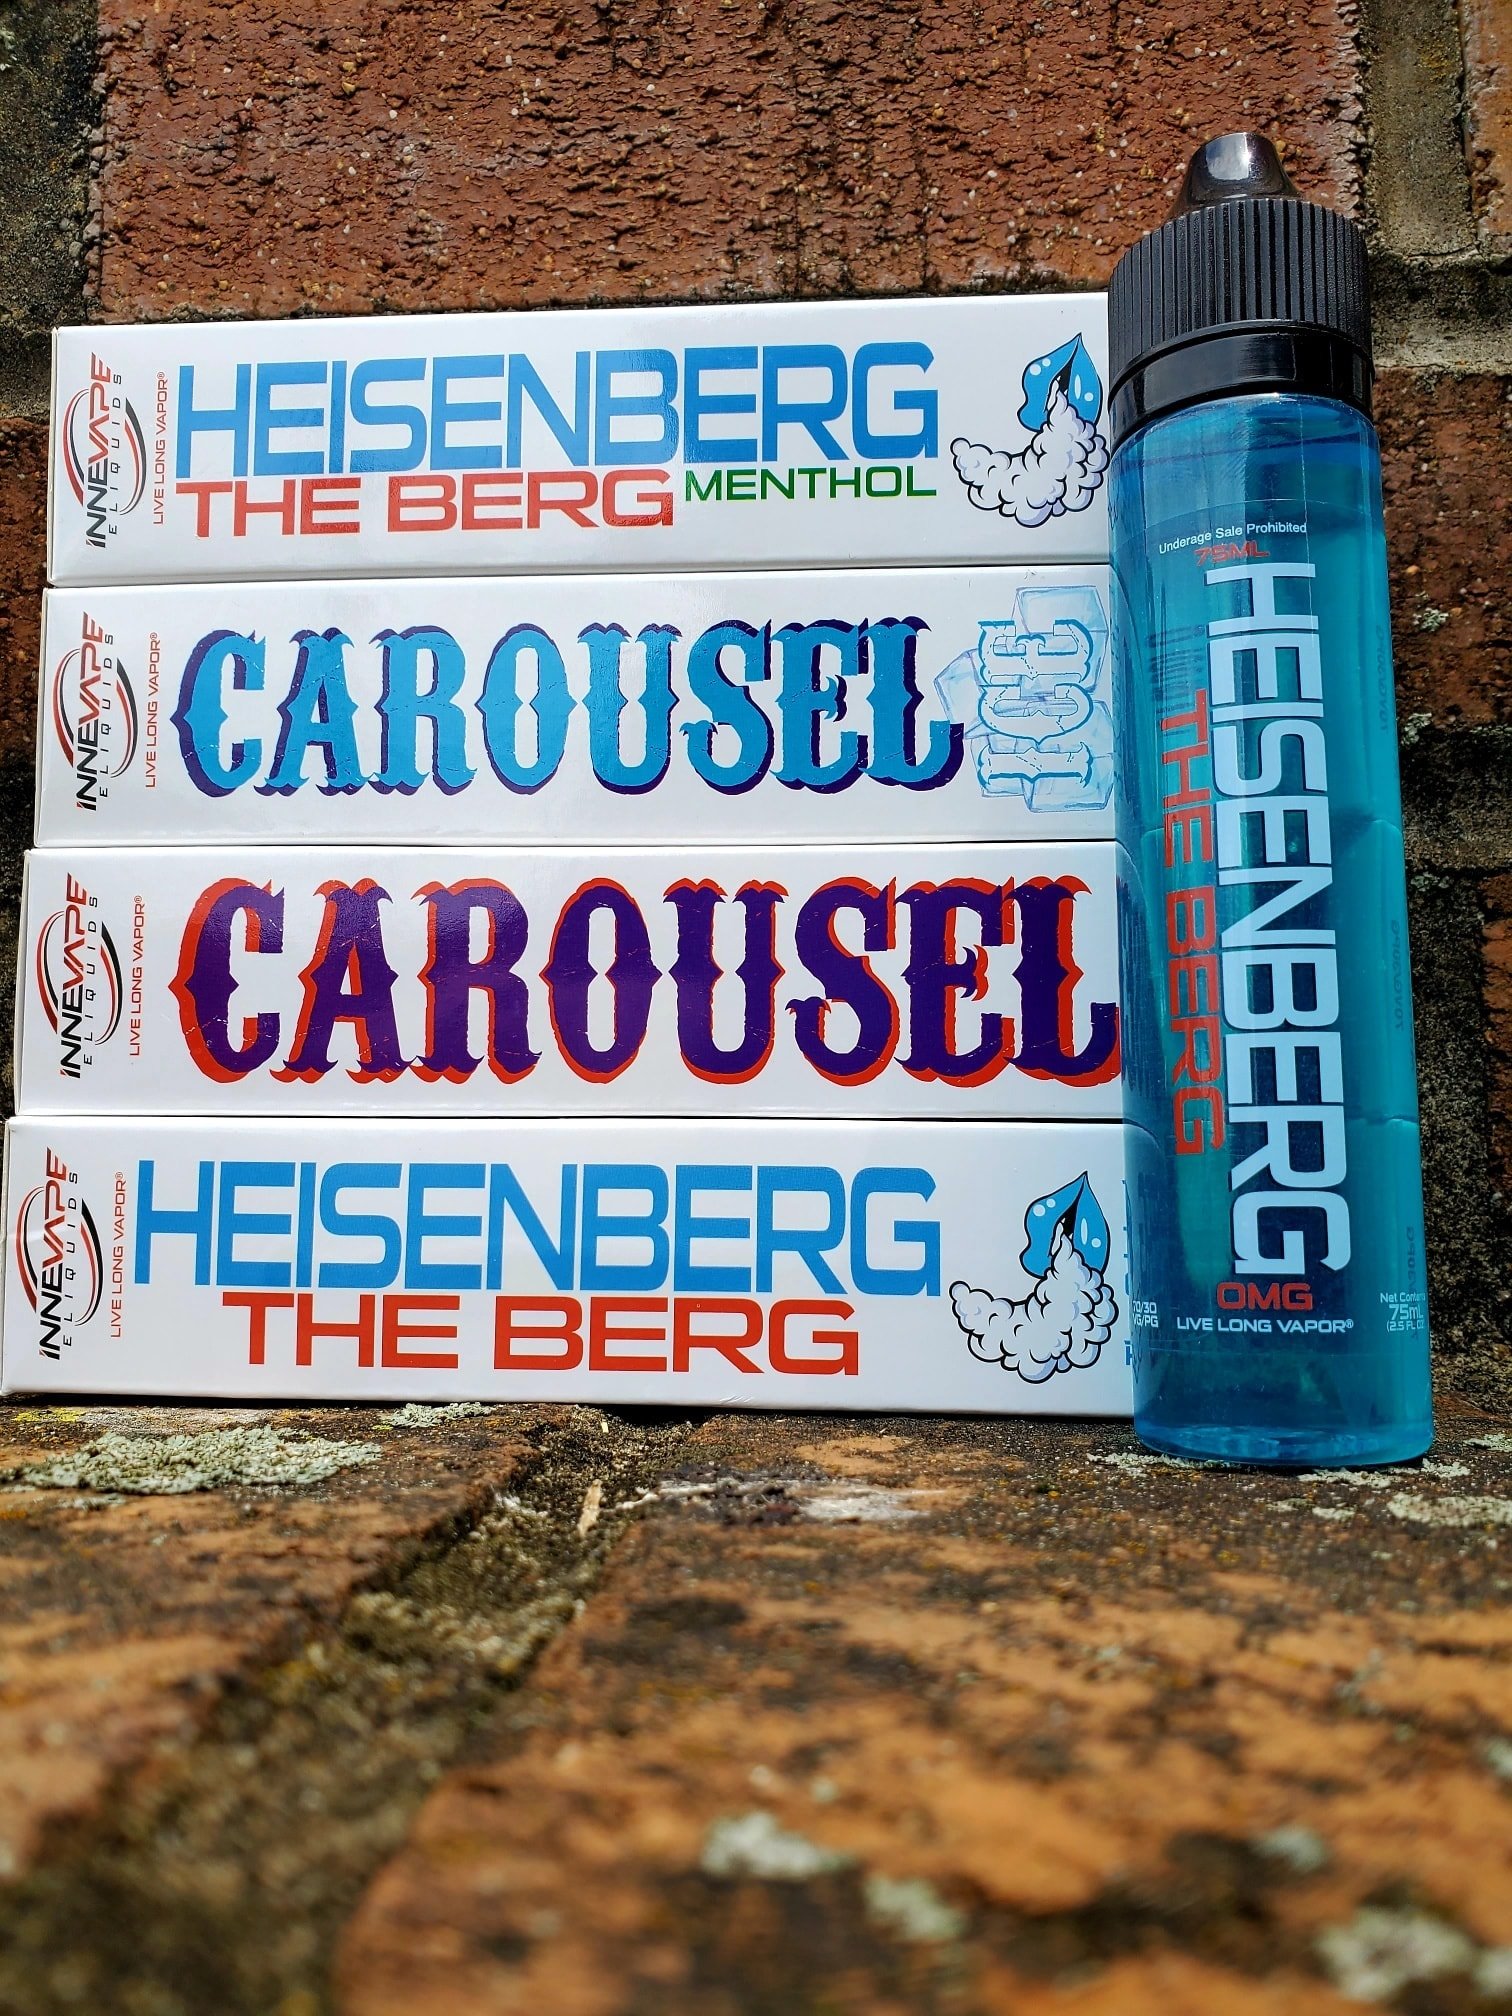 INNEVAPE
ELIQUIDS
LIVE LONG VAPOR®
HEISENBERG
THE BERG MENTHOL
INNEVAPE
ELIQUIDS
LIVE LONG VAPOR®
CAROUSEL ICE
INNEVAPE
ELIQUIDS
LIVE LONG VAPOR®
CAROUSEL
INNEVAPE
ELIQUIDS
LIVE LONG VAPOR®
HEISENBERG
THE BERG
Underage Sale Prohibited
75ML
HEISENBERG
THE BERG
0MG
LIVE LONG VAPOR®
70/30
VG/PG
Net
75mL
(2.5 FL